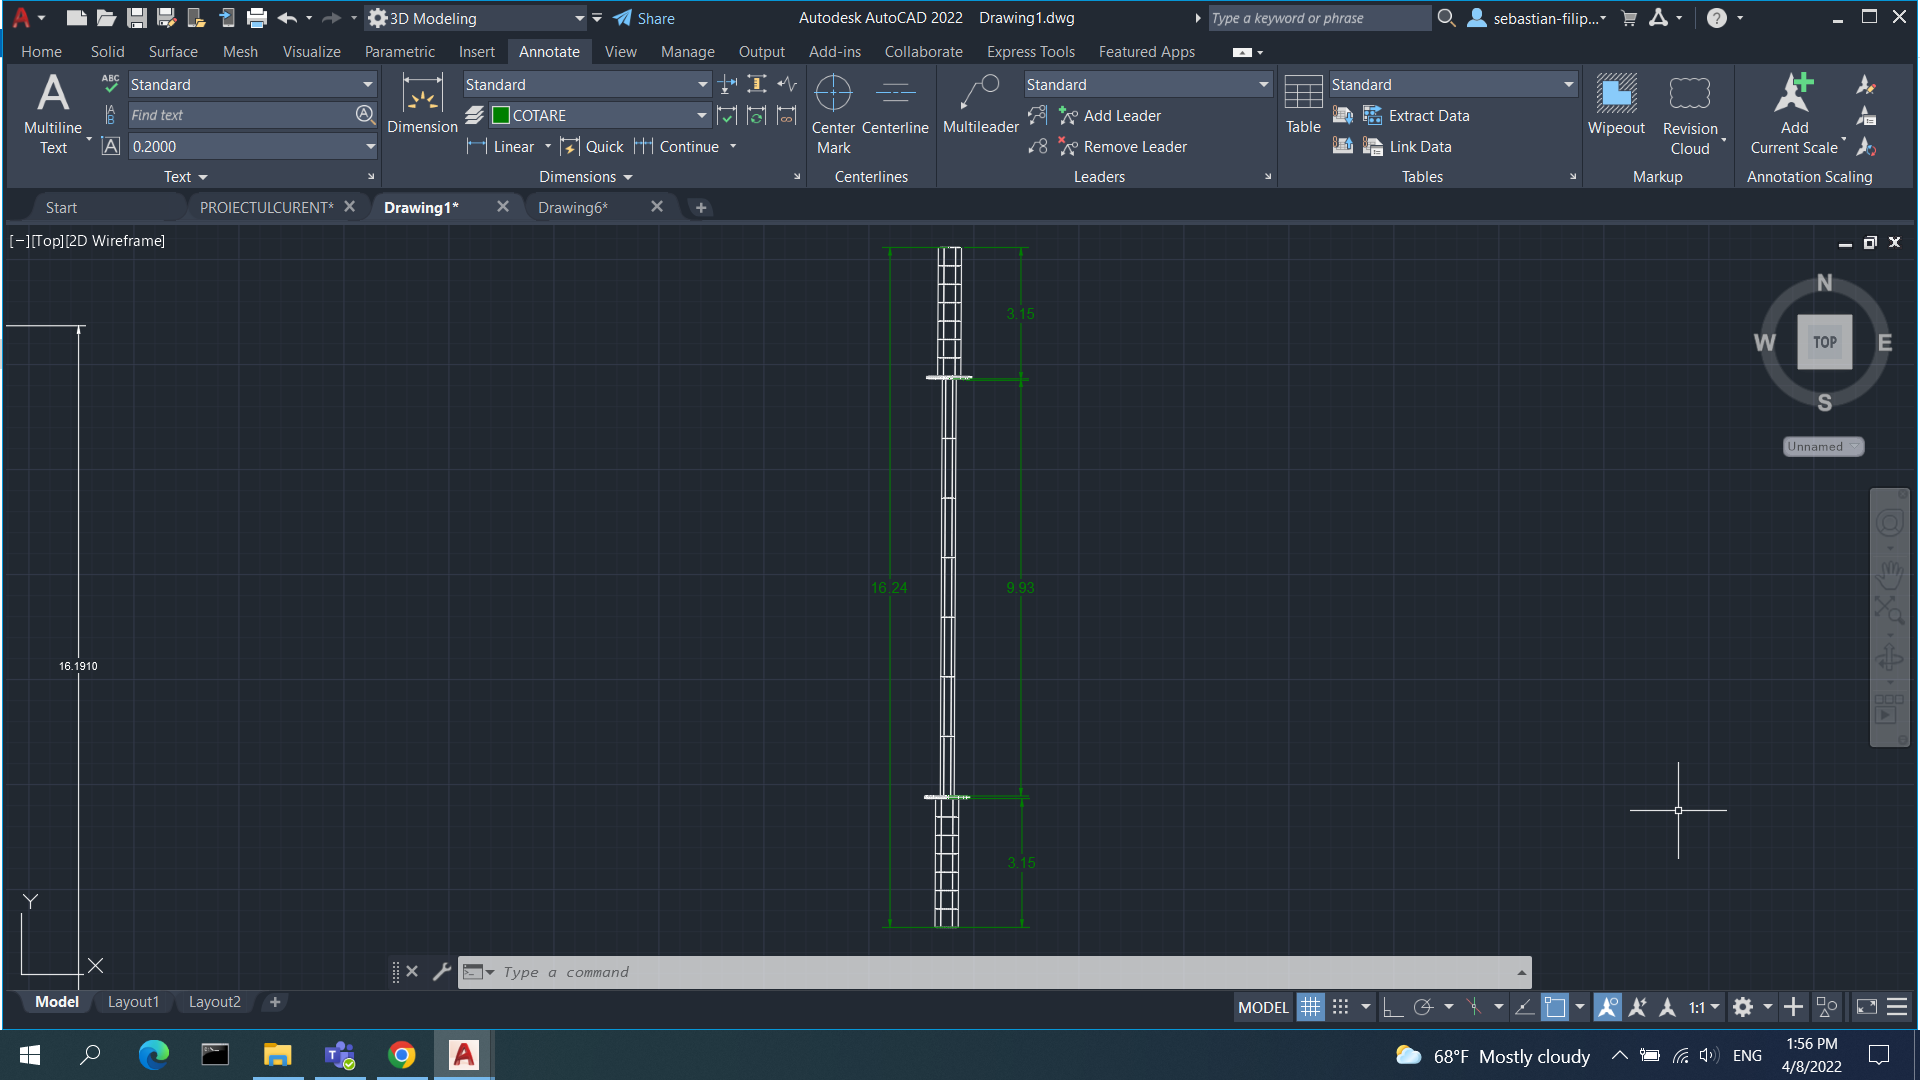 3D Modeling
Share
Autodesk AutoCAD 2022 Drawing1.dwg
Type a keyword or phrase
sebastian-filip...
Home Solid Surface Mesh Visualize Parametric Insert Annotate View Manage Output Add-ins Collaborate Express Tools Featured Apps
A
Multiline
Text
ABC
Standard
A
B
Find text
A
0.2000
Text
Dimension
Standard
COTARE
Linear
Quick
Continue
Dimensions
Center
Mark
Centerline
Centerlines
Multileader
Standard
Add Leader
Remove Leader
Leaders
Table
Standard
Extract Data
Link Data
Tables
Wipeout
Revision
Cloud
Markup
Add
Current Scale
Annotation Scaling
Start PROIECTULCURENT* Drawing1* Drawing6*
[−][Top][2D Wireframe]
N
W TOP E
S
Unnamed
3.15
16.24
9.93
3.15
16.1910
Y
X
Type a command
Model Layout1 Layout2
MODEL
1:1
68°F Mostly cloudy
ENG
1:56 PM
4/8/2022